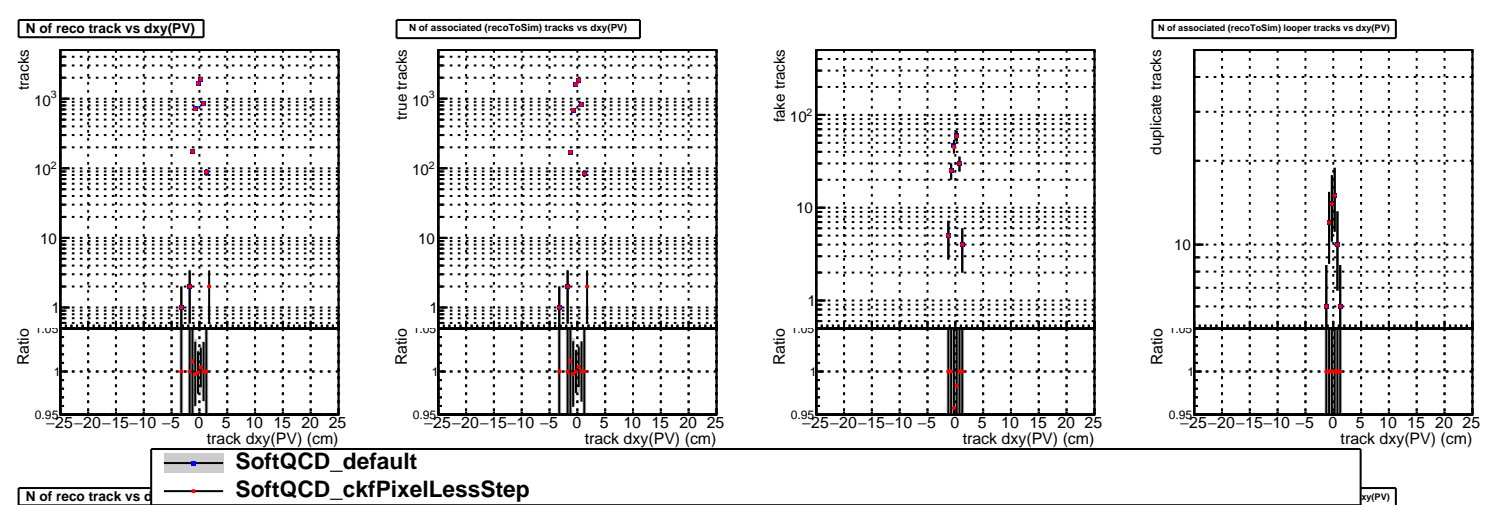 N of reco track vs dxy(PV)
tracks
10³
10²
10
1
1.05
Ratio
1
0.95
−25 −20 −15 −10 −5 0 5 10 15 20 25
track dxy(PV) (cm)
N of associated (recoToSim) tracks vs dxy(PV)
true tracks
10³
10²
10
1
1.05
Ratio
1
0.95
−25 −20 −15 −10 −5 0 5 10 15 20 25
track dxy(PV) (cm)
fake tracks
10²
10
1
1.05
Ratio
1
0.95
−25 −20 −15 −10 −5 0 5 10 15 20 25
track dxy(PV) (cm)
N of associated (recoToSim) looper tracks vs dxy(PV)
duplicate tracks
10
1.05
Ratio
1
0.95
−25 −20 −15 −10 −5 0 5 10 15 20 25
track dxy(PV) (cm)
SoftQCD_default
SoftQCD_ckfPixelLessStep
N of reco track vs d
xy(PV)